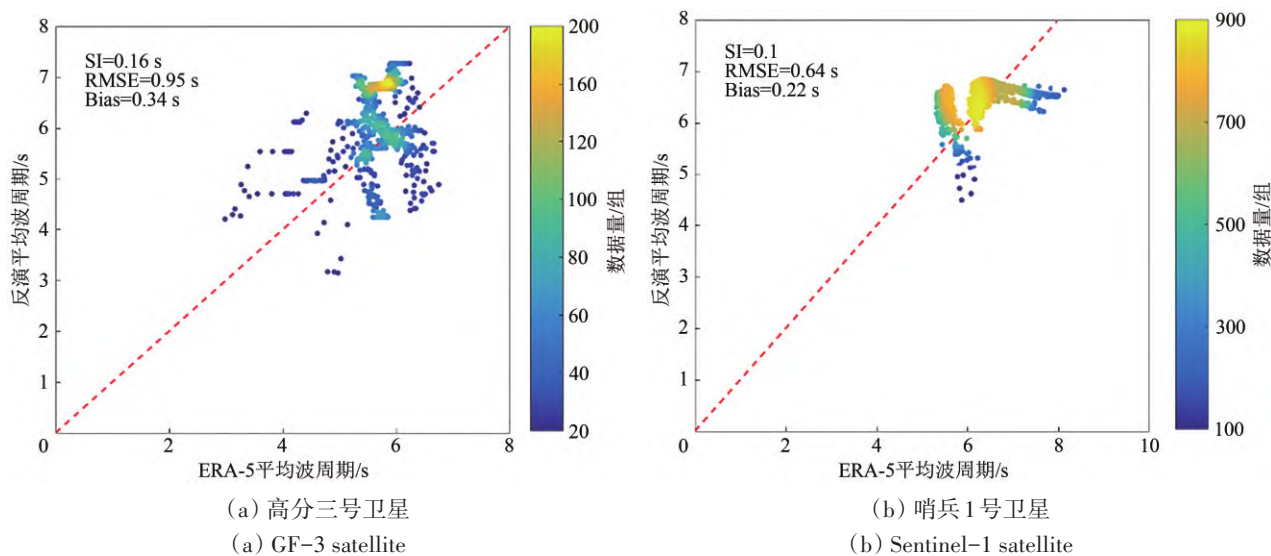 8
7
6
5
4
3
2
1
0
2
4
6
8
SI=0.16 s
RMSE=0.95 s
Bias=0.34 s
反演平均波周期/s
ERA-5平均波周期/s
200
160
120
100
80
60
40
20
数据量/组
(a) 高分三号卫星
(a) GF-3 satellite
8
7
6
5
4
3
2
1
0
2
4
6
8
10
SI=0.1
RMSE=0.64 s
Bias=0.22 s
反演平均波周期/s
ERA-5平均波周期/s
900
700
500
300
100
数据量/组
(b) 哨兵1号卫星
(b) Sentinel-1 satellite